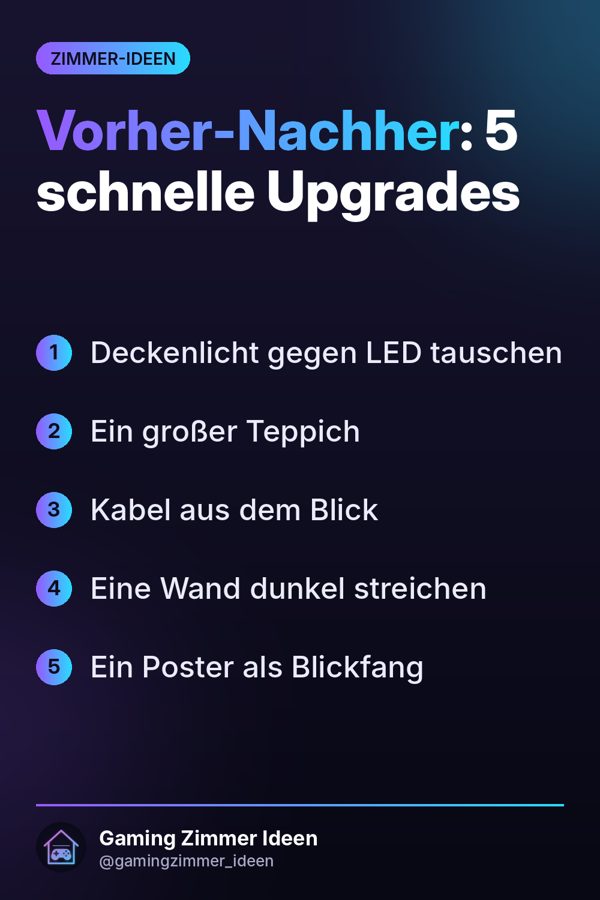 ZIMMER-IDEEN
Vorher-Nachher: 5
schnelle Upgrades
1 Deckenlicht gegen LED tauschen
2 Ein großer Teppich
3 Kabel aus dem Blick
4 Eine Wand dunkel streichen
5 Ein Poster als Blickfang
Gaming Zimmer Ideen
@gamingzimmer_ideen